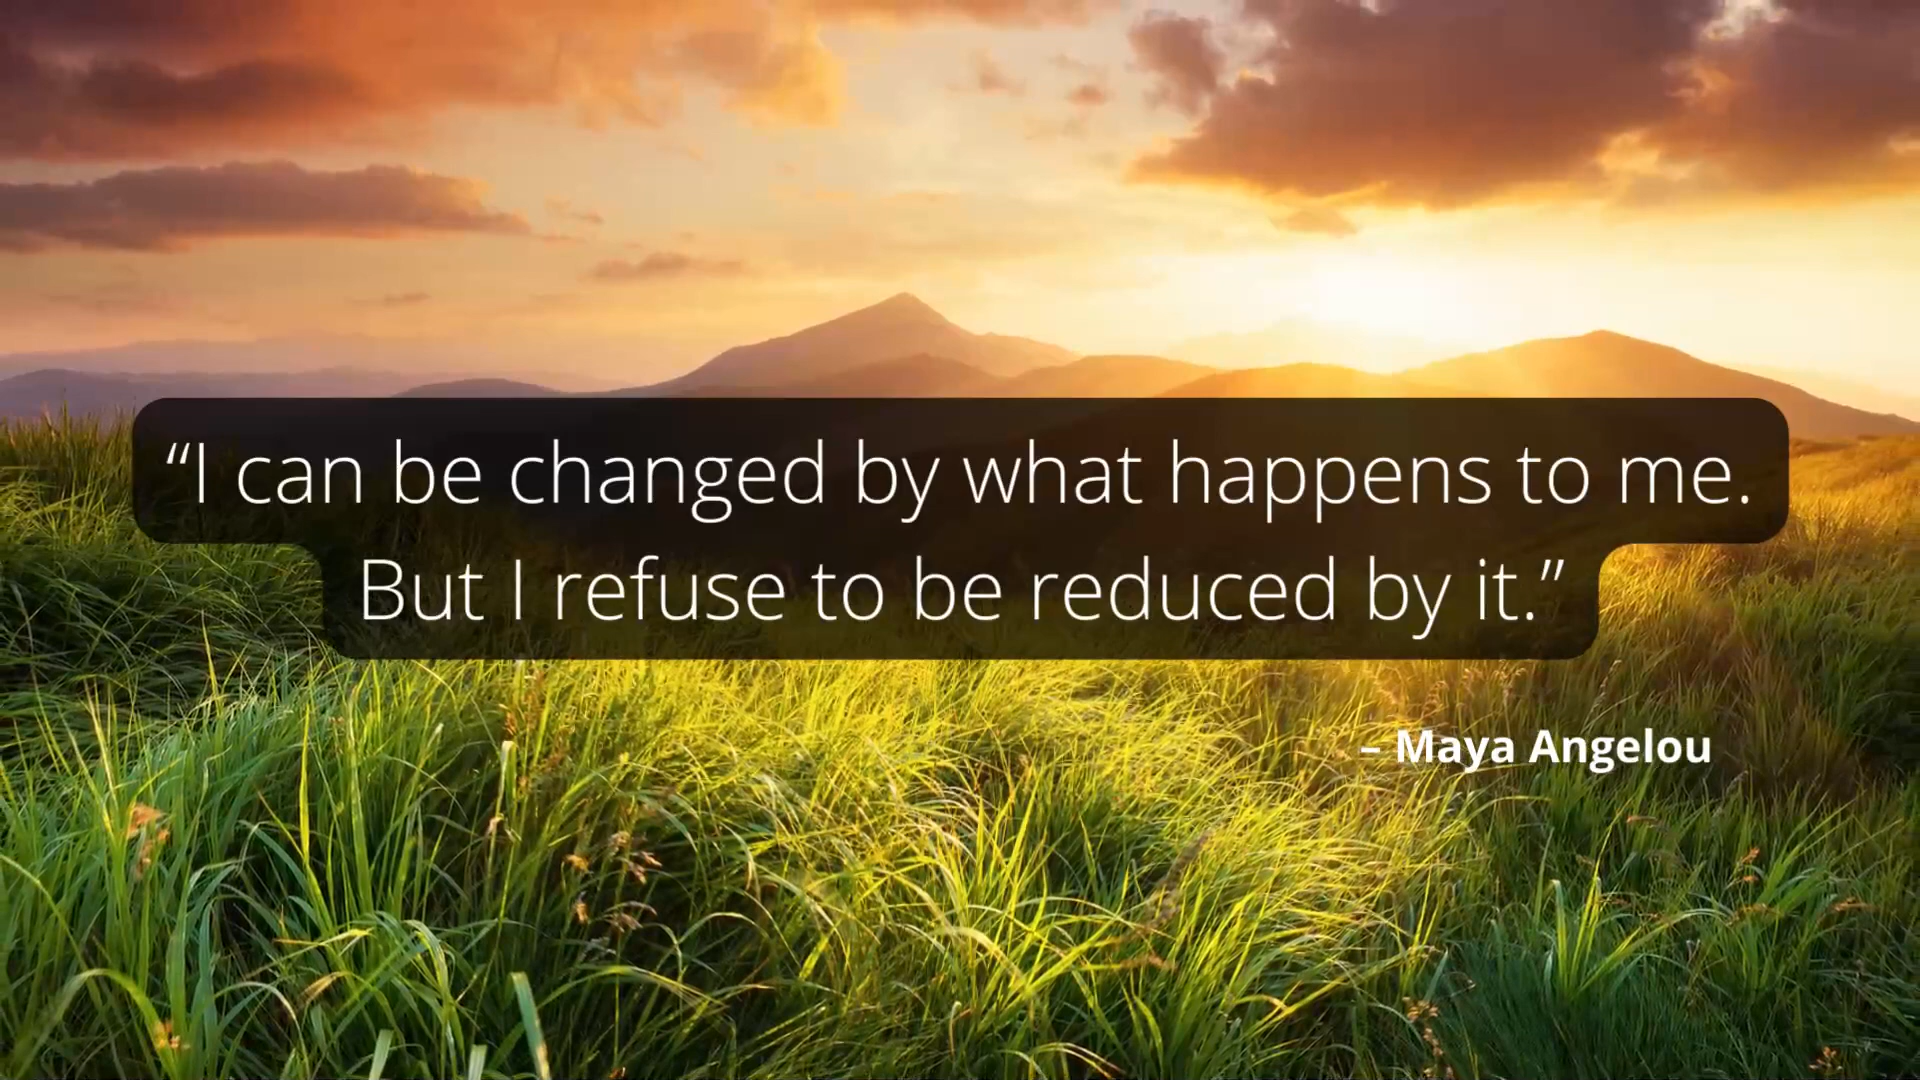 “I can be changed by what happens to me.
But I refuse to be reduced by it.”
– Maya Angelou